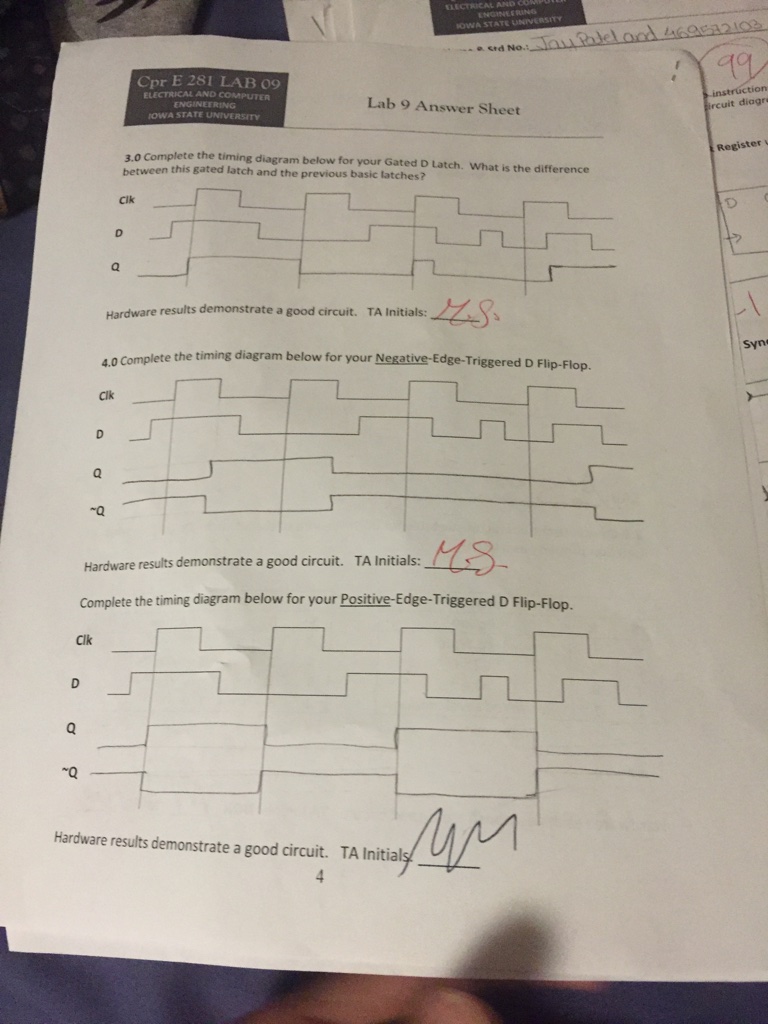 ELECTRICAL AND COMPUTER
ENGINEERING
IOWA STATE UNIVERSITY
rd No.: Jay Patel and 469572103
99
Cpr E 281 LAB 09
ELECTRICAL AND COMPUTER
ENGINEERING
IOWA STATE UNIVERSITY
Lab 9 Answer Sheet
instruction
ircuit diagr
Register
D
-1
Syn
3.0 Complete the timing diagram below for your Gated D Latch. What is the difference
between this gated latch and the previous basic latches?
Clk
D
Q
Hardware results demonstrate a good circuit. TA Initials: M.S.
4.0 Complete the timing diagram below for your Negative-Edge-Triggered D Flip-Flop.
Clk
D
Q
~Q
Hardware results demonstrate a good circuit. TA Initials: MS
Complete the timing diagram below for your Positive-Edge-Triggered D Flip-Flop.
Clk
D
Q
~Q
Hardware results demonstrate a good circuit. TA Initials:
4